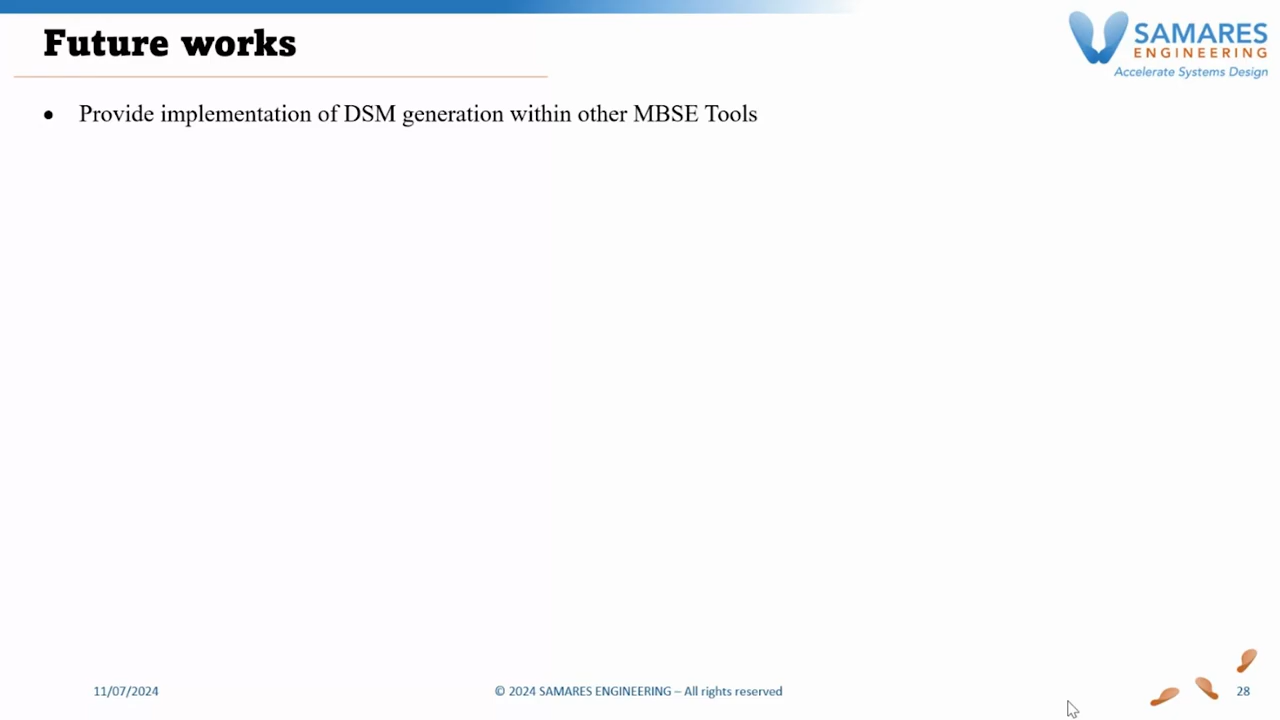 Future works
SAMARES
ENGINEERING
Accelerate Systems Design
• Provide implementation of DSM generation within other MBSE Tools
11/07/2024
© 2024 SAMARES ENGINEERING – All rights reserved
28